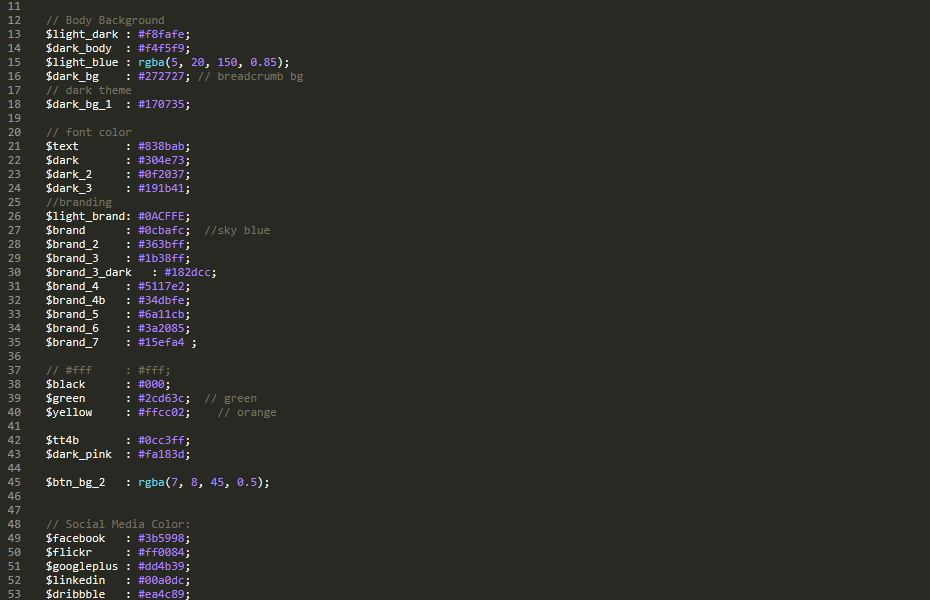 11
12 // Body Background
13 $light_dark : #f8fafe;
14 $dark_body : #f4f5f9;
15 $light_blue : rgba(5, 20, 150, 0.85);
16 $dark_bg : #272727; // breadcrumb bg
17 // dark theme
18 $dark_bg_1 : #170735;
19
20 // font color
21 $text : #838bab;
22 $dark : #304e73;
23 $dark_2 : #0f2037;
24 $dark_3 : #191b41;
25 //branding
26 $light_brand: #0ACFFE;
27 $brand : #0cbafc; //sky blue
28 $brand_2 : #363bff;
29 $brand_3 : #1b38ff;
30 $brand_3_dark : #182dcc;
31 $brand_4 : #5117e2;
32 $brand_4b : #34dbfe;
33 $brand_5 : #6a11cb;
34 $brand_6 : #3a2085;
35 $brand_7 : #15efa4 ;
36
37 // #fff : #fff;
38 $black : #000;
39 $green : #2cd63c; // green
40 $yellow : #ffcc02; // orange
41
42 $tt4b : #0cc3ff;
43 $dark_pink : #fa183d;
44
45 $btn_bg_2 : rgba(7, 8, 45, 0.5);
46
47
48 // Social Media Color:
49 $facebook : #3b5998;
50 $flickr : #ff0084;
51 $googleplus : #dd4b39;
52 $linkedin : #00a0dc;
53 $dribbble : #ea4c89;